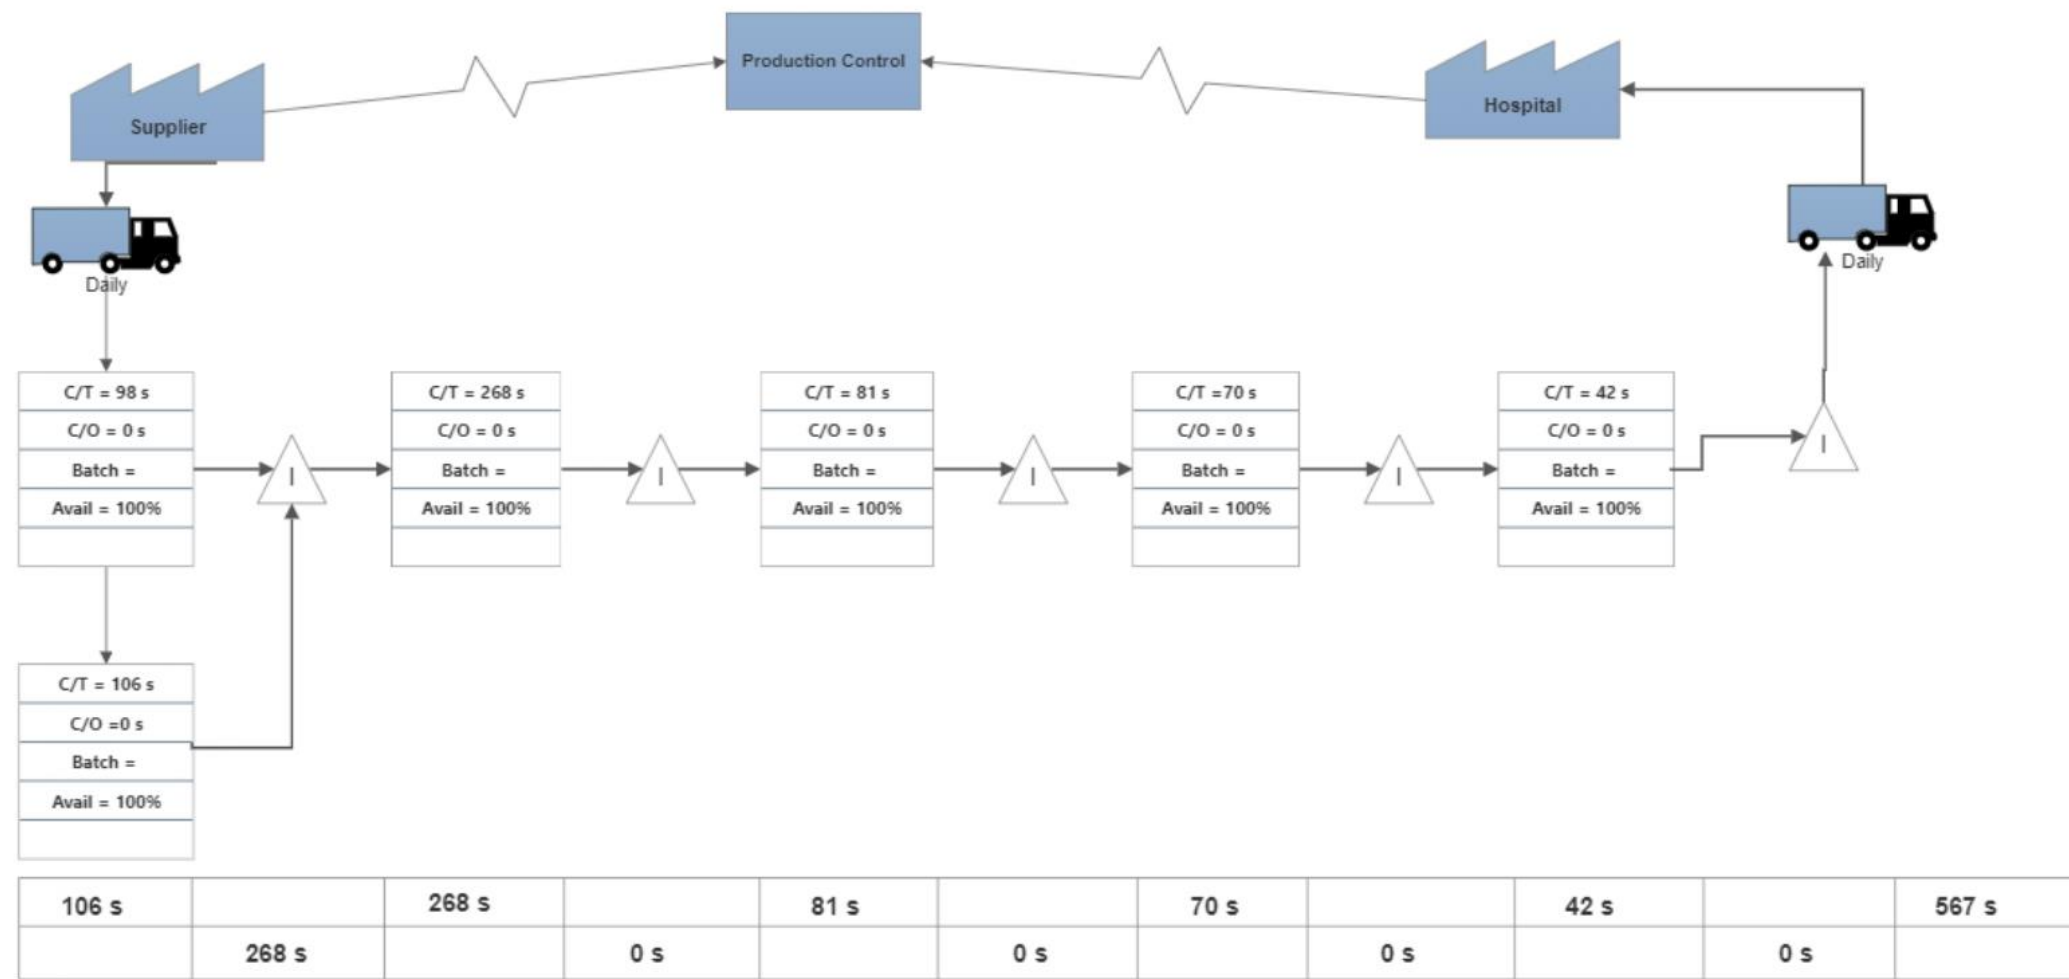 Production Control
Supplier
Hospital
Daily
Daily
C/T = 98 s
C/O = 0 s
Batch =
Avail = 100%
I
C/T = 268 s
C/O = 0 s
Batch =
Avail = 100%
I
C/T = 81 s
C/O = 0 s
Batch =
Avail = 100%
I
C/T =70 s
C/O = 0 s
Batch =
Avail = 100%
I
C/T = 42 s
C/O = 0 s
Batch =
Avail = 100%
I
C/T = 106 s
C/O =0 s
Batch =
Avail = 100%
106 s 268 s 81 s 70 s 42 s 567 s
268 s 0 s 0 s 0 s 0 s